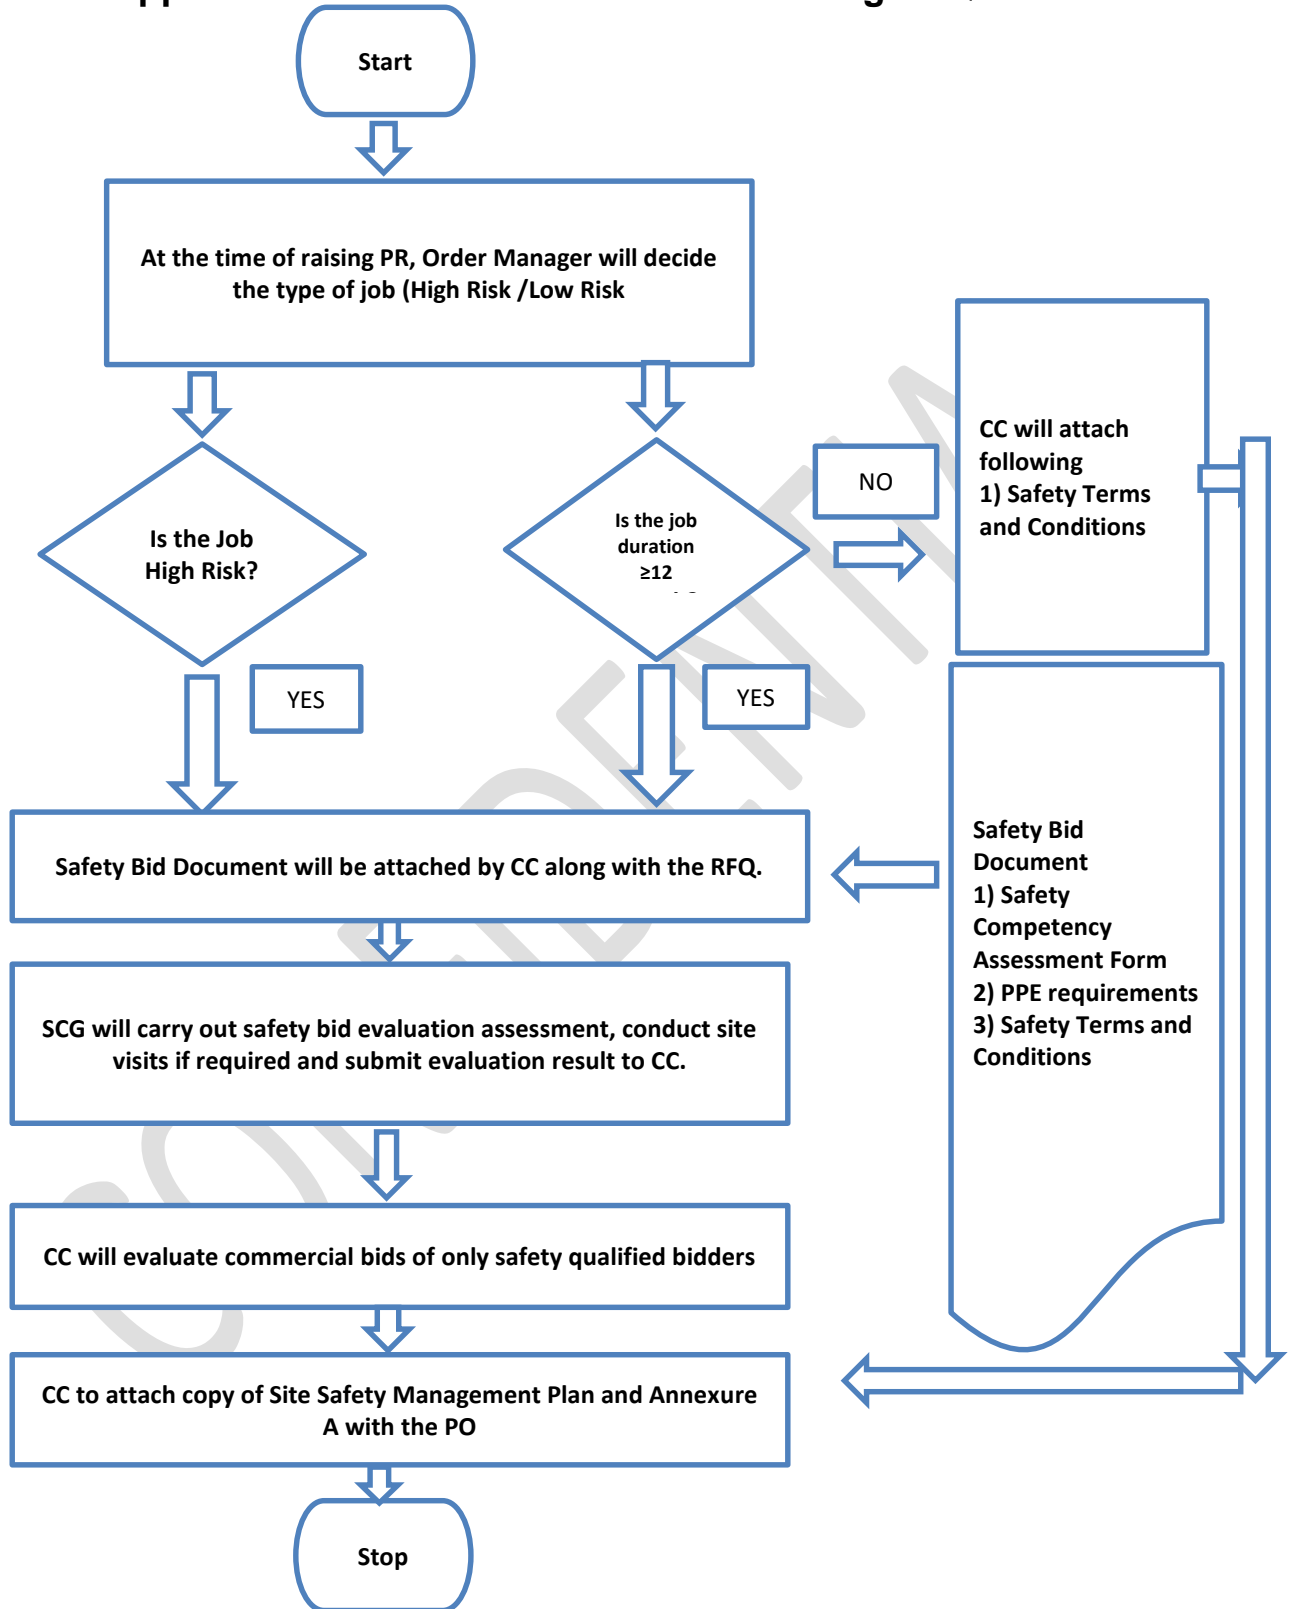 Start
At the time of raising PR, Order Manager will decide
the type of job (High Risk /Low Risk
CC will attach
following
1) Safety Terms
and Conditions
NO
Is the Job
High Risk?
Is the job
duration
≥12
YES
YES
Safety Bid Document will be attached by CC along with the RFQ.
Safety Bid
Document
1) Safety
Competency
Assessment Form
2) PPE requirements
3) Safety Terms and
Conditions
SCG will carry out safety bid evaluation assessment, conduct site
visits if required and submit evaluation result to CC.
CC will evaluate commercial bids of only safety qualified bidders
CC to attach copy of Site Safety Management Plan and Annexure
A with the PO
Stop
CONFIDENTIA